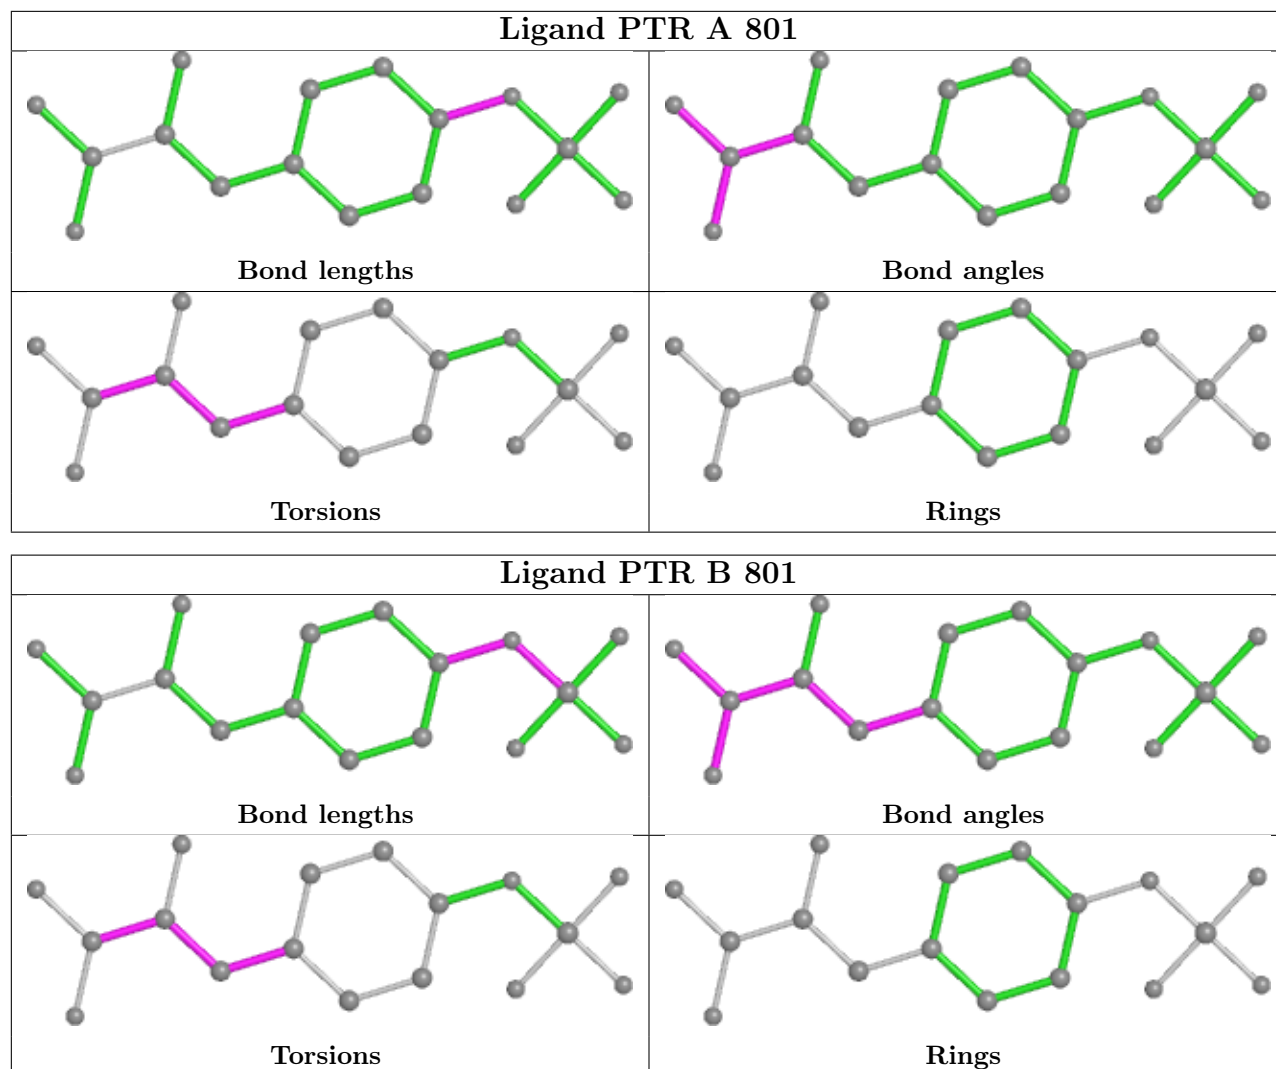 Ligand PTR A 801
Bond lengths
Bond angles
Torsions
Rings
Ligand PTR B 801
Bond lengths
Bond angles
Torsions
Rings